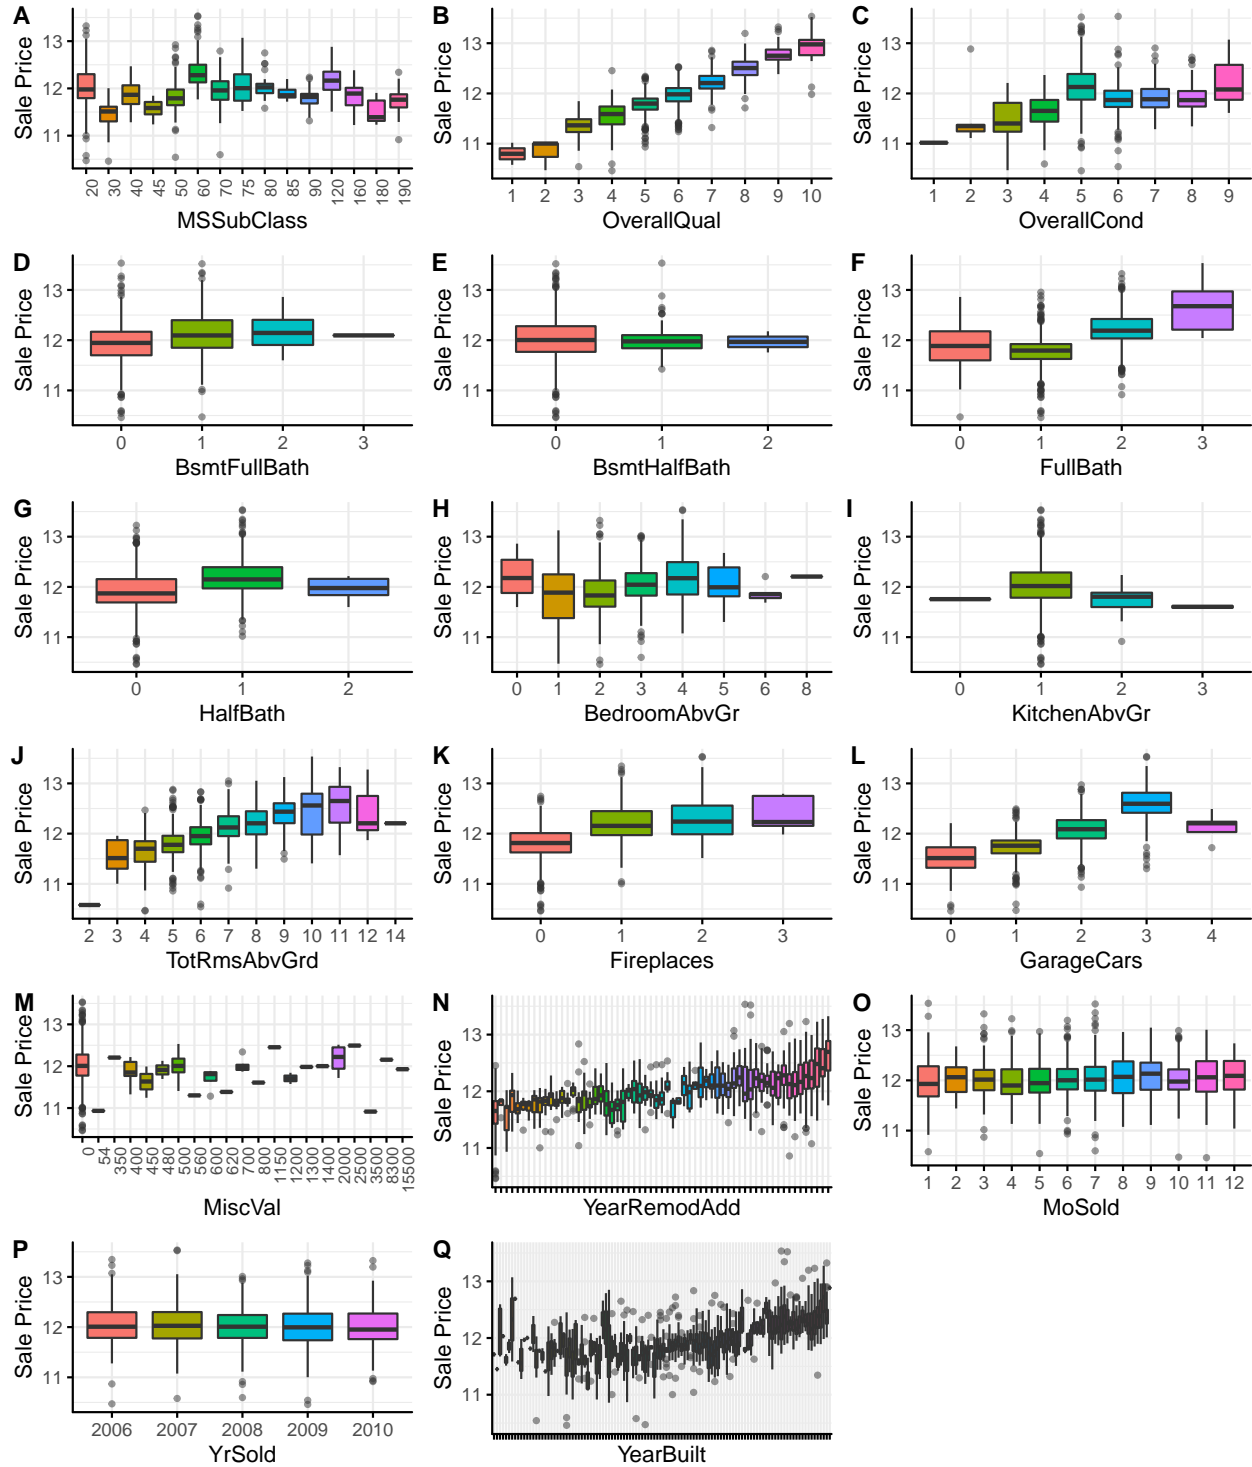 A
Sale Price
13
12
11
20 30 40 45 50 60 70 75 80 85 90 120 160 180 190
MSSubClass
B
Sale Price
13
12
11
1 2 3 4 5 6 7 8 9 10
OverallQual
C
Sale Price
13
12
11
1 2 3 4 5 6 7 8 9
OverallCond
D
Sale Price
13
12
11
0 1 2 3
BsmtFullBath
E
Sale Price
13
12
11
0 1 2
BsmtHalfBath
F
Sale Price
13
12
11
0 1 2 3
FullBath
G
Sale Price
13
12
11
0 1 2
HalfBath
H
Sale Price
13
12
11
0 1 2 3 4 5 6 8
BedroomAbvGr
I
Sale Price
13
12
11
0 1 2 3
KitchenAbvGr
J
Sale Price
13
12
11
2 3 4 5 6 7 8 9 10 11 12 14
TotRmsAbvGrd
K
Sale Price
13
12
11
0 1 2 3
Fireplaces
L
Sale Price
13
12
11
0 1 2 3 4
GarageCars
M
Sale Price
13
12
11
0 54 350 400 450 480 500 560 600 620 700 800 1150 1200 1300 1400 2000 2500 3500 8300 15500
MiscVal
N
Sale Price
13
12
11
YearRemodAdd
O
Sale Price
13
12
11
1 2 3 4 5 6 7 8 9 10 11 12
MoSold
P
Sale Price
13
12
11
2006 2007 2008 2009 2010
YrSold
Q
Sale Price
13
12
11
YearBuilt